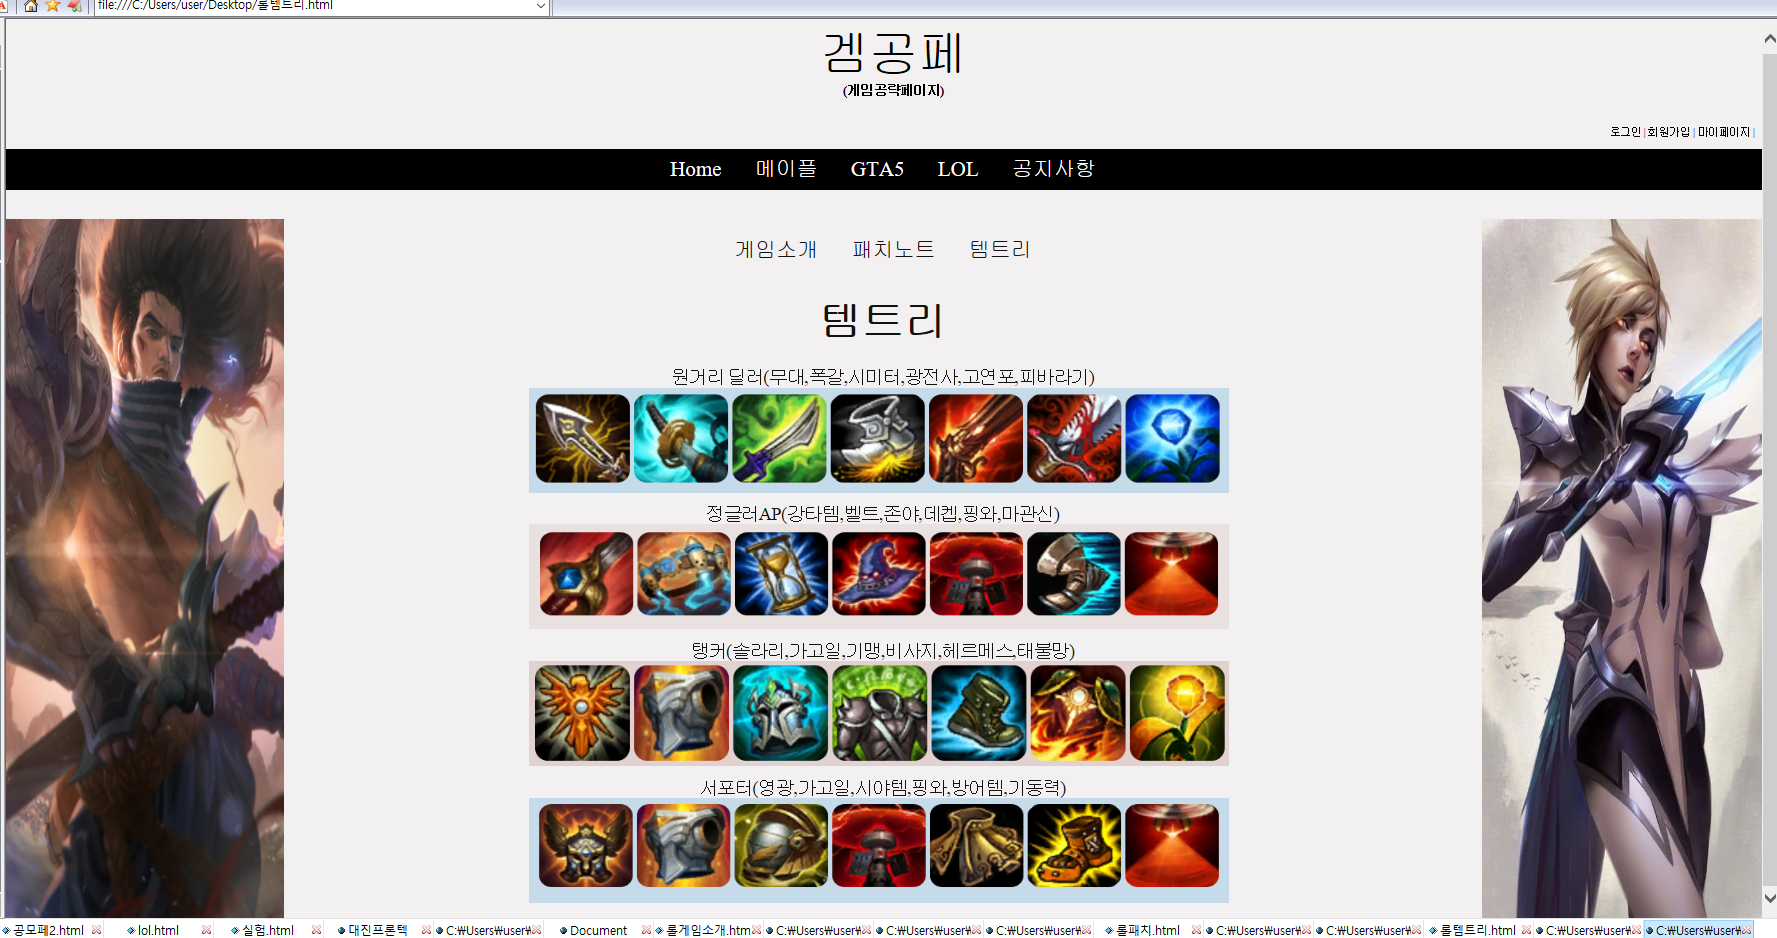 file:///C:/Users/user/Desktop/롤템트리.html
겜공페
(게임공략페이지)
로그인 | 회원가입 | 마이페이지 |
Home 메이플 GTA5 LOL 공지사항
게임소개 패치노트 템트리
템트리
원거리 딜러(무대,폭갈,시미터,광전사,고연포,피바라기)
정글러AP(강타템,벨트,존야,데켑,핑와,마관신)
탱커(솔라리,가고일,기맹,비사지,헤르메스,태불망)
서포터(영광,가고일,시야템,핑와,방어템,기동력)
공모페2.html lol.html 실험.html 대진프론텍 C:₩Users₩user₩ Document 롤게임소개.htm C:₩Users₩user₩ C:₩Users₩user₩ C:₩Users₩user₩ 롤패치.html C:₩Users₩user₩ C:₩Users₩user₩ 롤템트리.html C:₩Users₩user₩ C:₩Users₩user₩